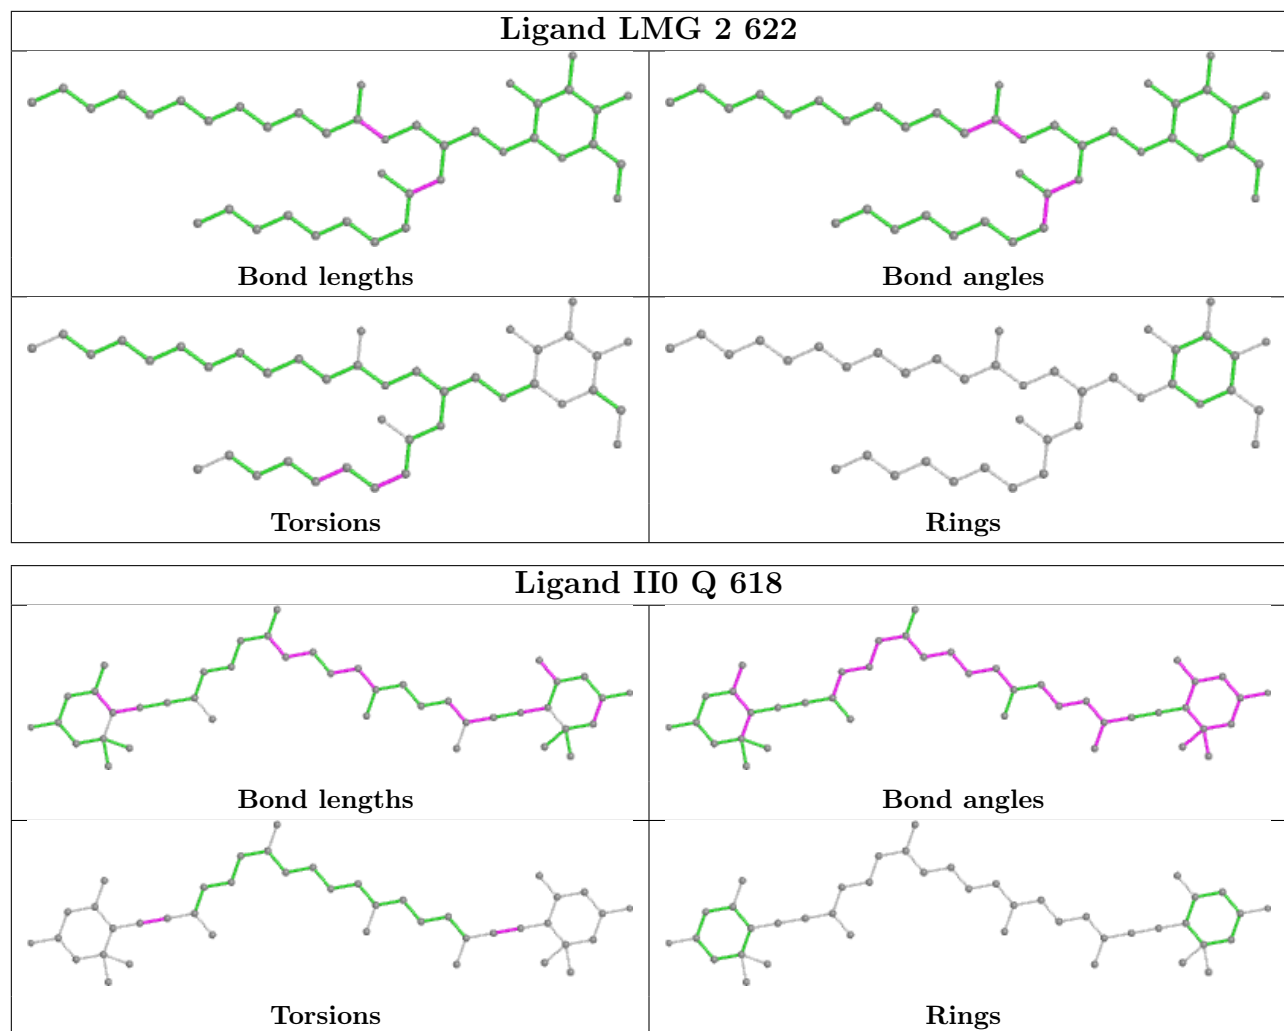 Ligand LMG 2 622
Bond lengths
Bond angles
Torsions
Rings
Ligand II0 Q 618
Bond lengths
Bond angles
Torsions
Rings